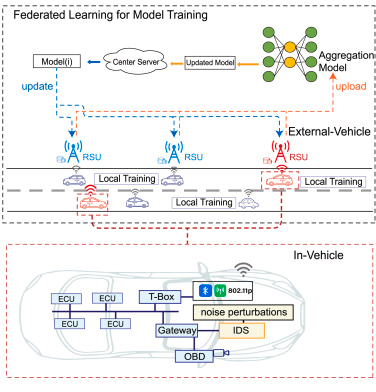 Federated Learning for Model Training
Model(i)
Center Server
Updated Model
Aggregation
Model
update
upload
External-Vehicle
RSU
RSU
RSU
Local Training
Local Training
Local Training
In-Vehicle
ECU
ECU
T-Box
802.11p
ECU
ECU
noise perturbations
Gateway
IDS
OBD